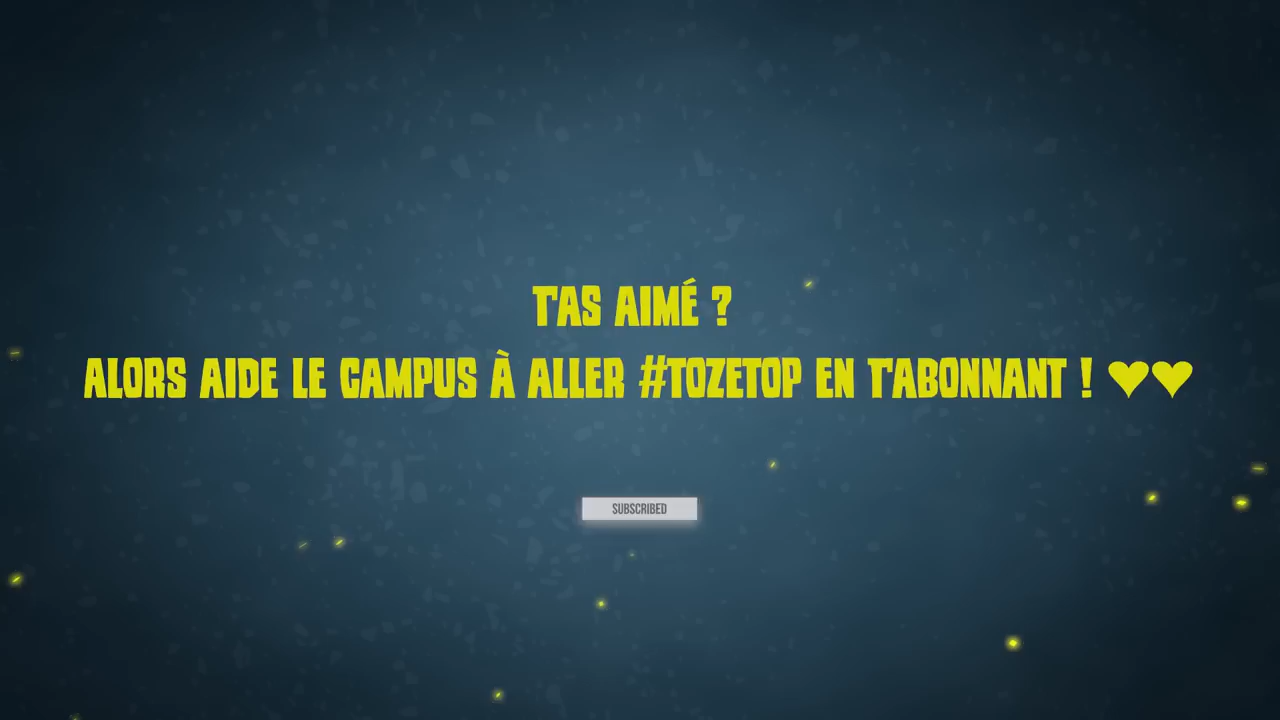 T'AS AIMÉ ?
ALORS AIDE LE CAMPUS À ALLER #TOZETOP EN T'ABONNANT ! ♥♥
SUBSCRIBED